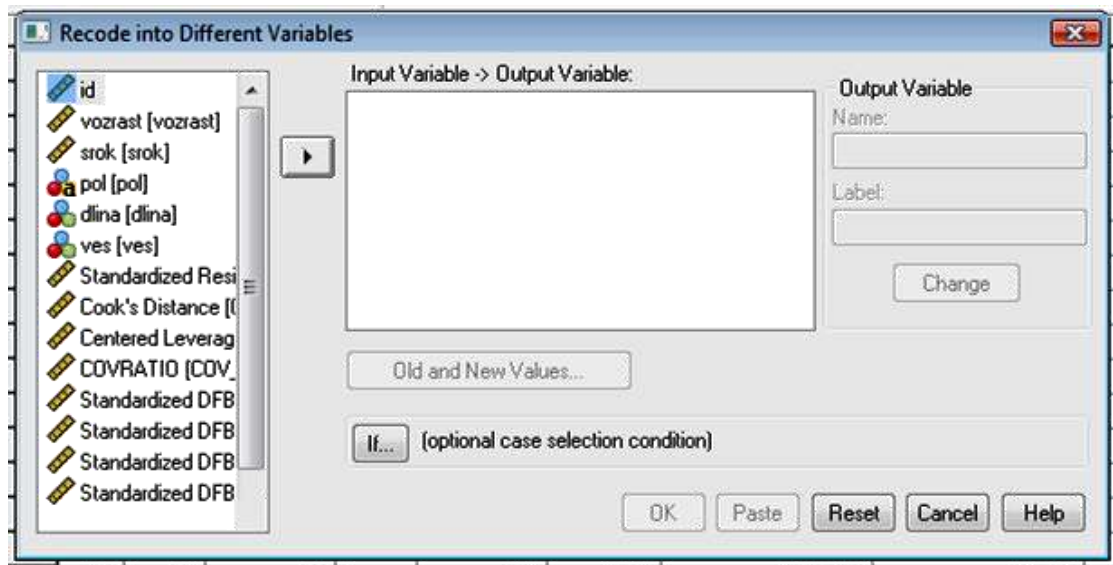 Recode into Different Variables
id
vozrast [vozrast]
srok [srok]
pol [pol]
dlina [dlina]
ves [ves]
Standardized Resi
Cook's Distance [(
Centered Leverag
COVRATIO [COV_
Standardized DFB
Standardized DFB
Standardized DFB
Standardized DFB
Input Variable -> Output Variable:
Output Variable
Name:
Label:
Change
Old and New Values...
If... (optional case selection condition)
OK Paste Reset Cancel Help